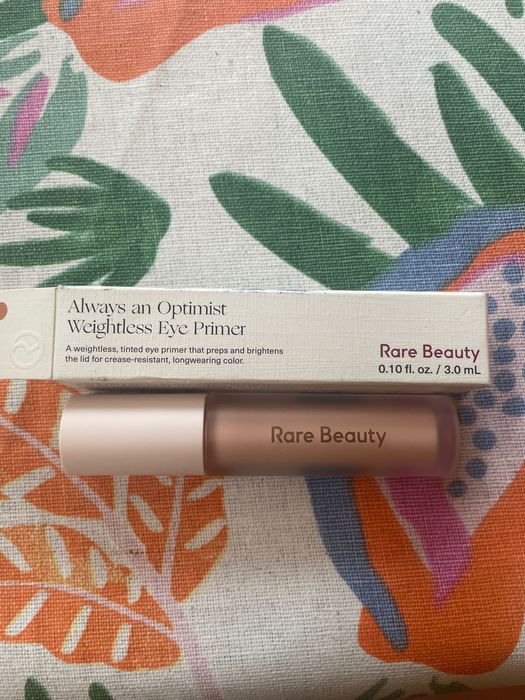 Always an Optimist
Weightless Eye Primer
A weightless, tinted eye primer that preps and brightens
the lid for crease-resistant, longwearing color.
Rare Beauty
0.10 fl. oz. / 3.0 mL
Rare Beauty